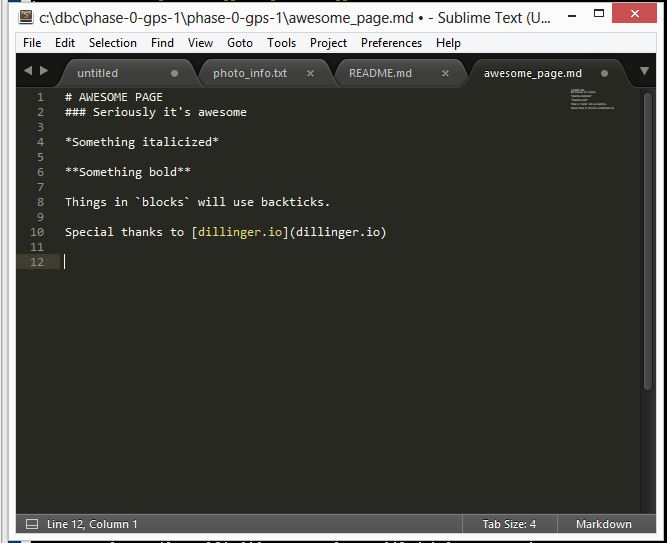 c:\dbc\phase-0-gps-1\phase-0-gps-1\awesome_page.md • - Sublime Text (U...
File Edit Selection Find View Goto Tools Project Preferences Help
untitled photo_info.txt README.md awesome_page.md
1 # AWESOME PAGE
2 ### Seriously it's awesome
3
4 *Something italicized*
5
6 **Something bold**
7
8 Things in `blocks` will use backticks.
9
10 Special thanks to [dillinger.io](dillinger.io)
11
12
Line 12, Column 1 Tab Size: 4 Markdown